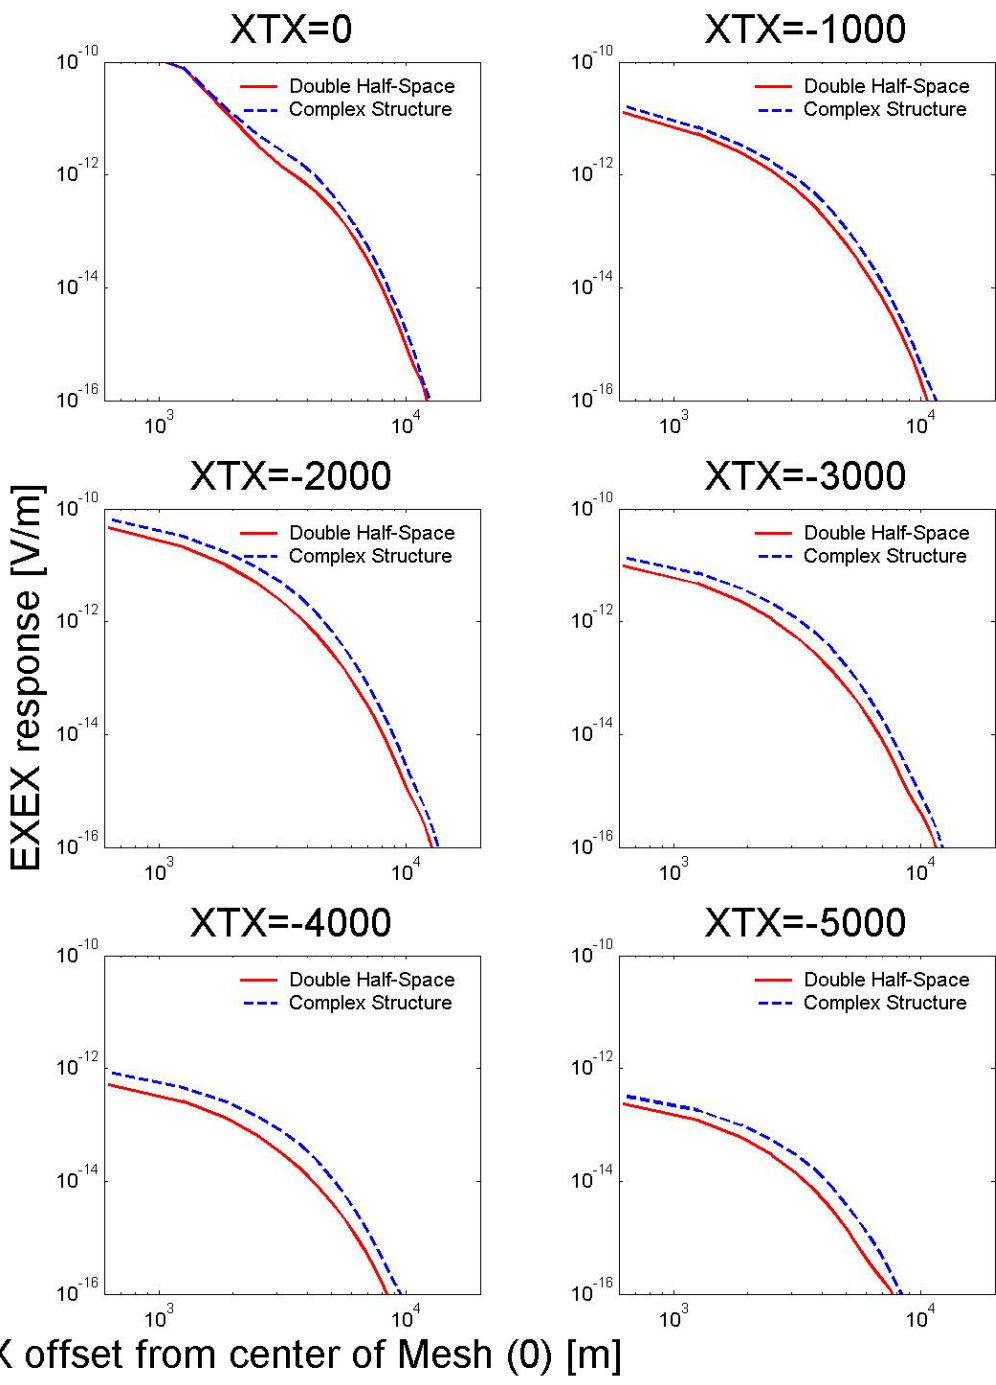 XTX=0
XTX=-1000
10^-10
10^-12
10^-14
10^-16
10^3
10^4
Double Half-Space
Complex Structure
10^-10
10^-12
10^-14
10^-16
10^3
10^4
Double Half-Space
Complex Structure
XTX=-2000
XTX=-3000
EXEX response [V/m]
10^-10
10^-12
10^-14
10^-16
10^3
10^4
Double Half-Space
Complex Structure
10^-10
10^-12
10^-14
10^-16
10^3
10^4
Double Half-Space
Complex Structure
XTX=-4000
XTX=-5000
10^-10
10^-12
10^-14
10^-16
10^3
10^4
Double Half-Space
Complex Structure
10^-10
10^-12
10^-14
10^-16
10^3
10^4
Double Half-Space
Complex Structure
X offset from center of Mesh (0) [m]